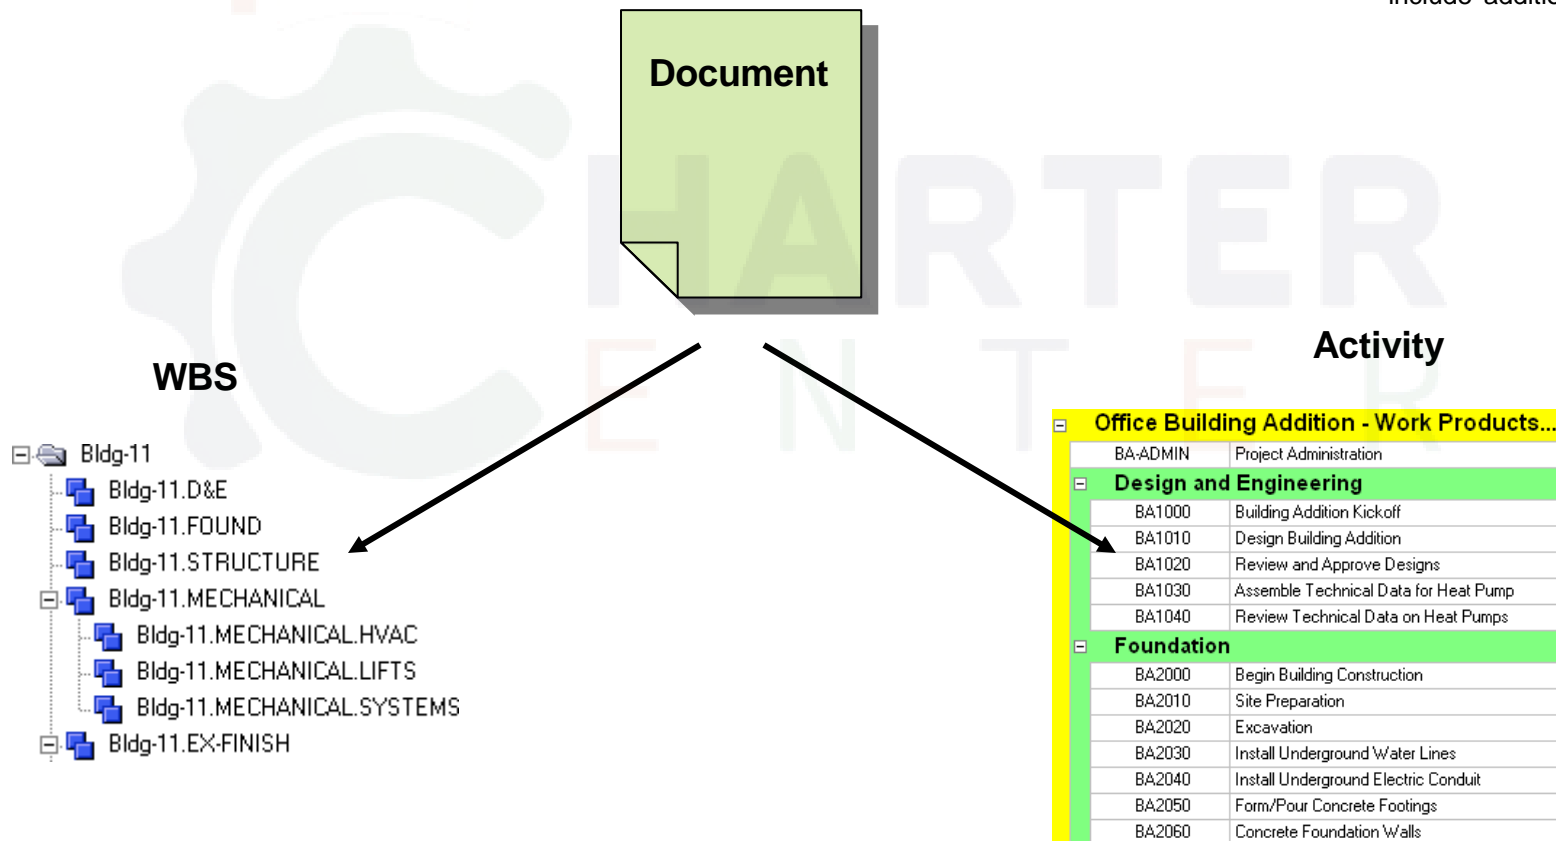 include additio
Document
CHARTER
CENTER
WBS
Bldg-11
Bldg-11.D&E
Bldg-11.FOUND
Bldg-11.STRUCTURE
Bldg-11.MECHANICAL
Bldg-11.MECHANICAL.HVAC
Bldg-11.MECHANICAL.LIFTS
Bldg-11.MECHANICAL.SYSTEMS
Bldg-11.EX-FINISH
Activity
Office Building Addition - Work Products...
BA-ADMIN Project Administration
Design and Engineering
BA1000 Building Addition Kickoff
BA1010 Design Building Addition
BA1020 Review and Approve Designs
BA1030 Assemble Technical Data for Heat Pump
BA1040 Review Technical Data on Heat Pumps
Foundation
BA2000 Begin Building Construction
BA2010 Site Preparation
BA2020 Excavation
BA2030 Install Underground Water Lines
BA2040 Install Underground Electric Conduit
BA2050 Form/Pour Concrete Footings
BA2060 Concrete Foundation Walls